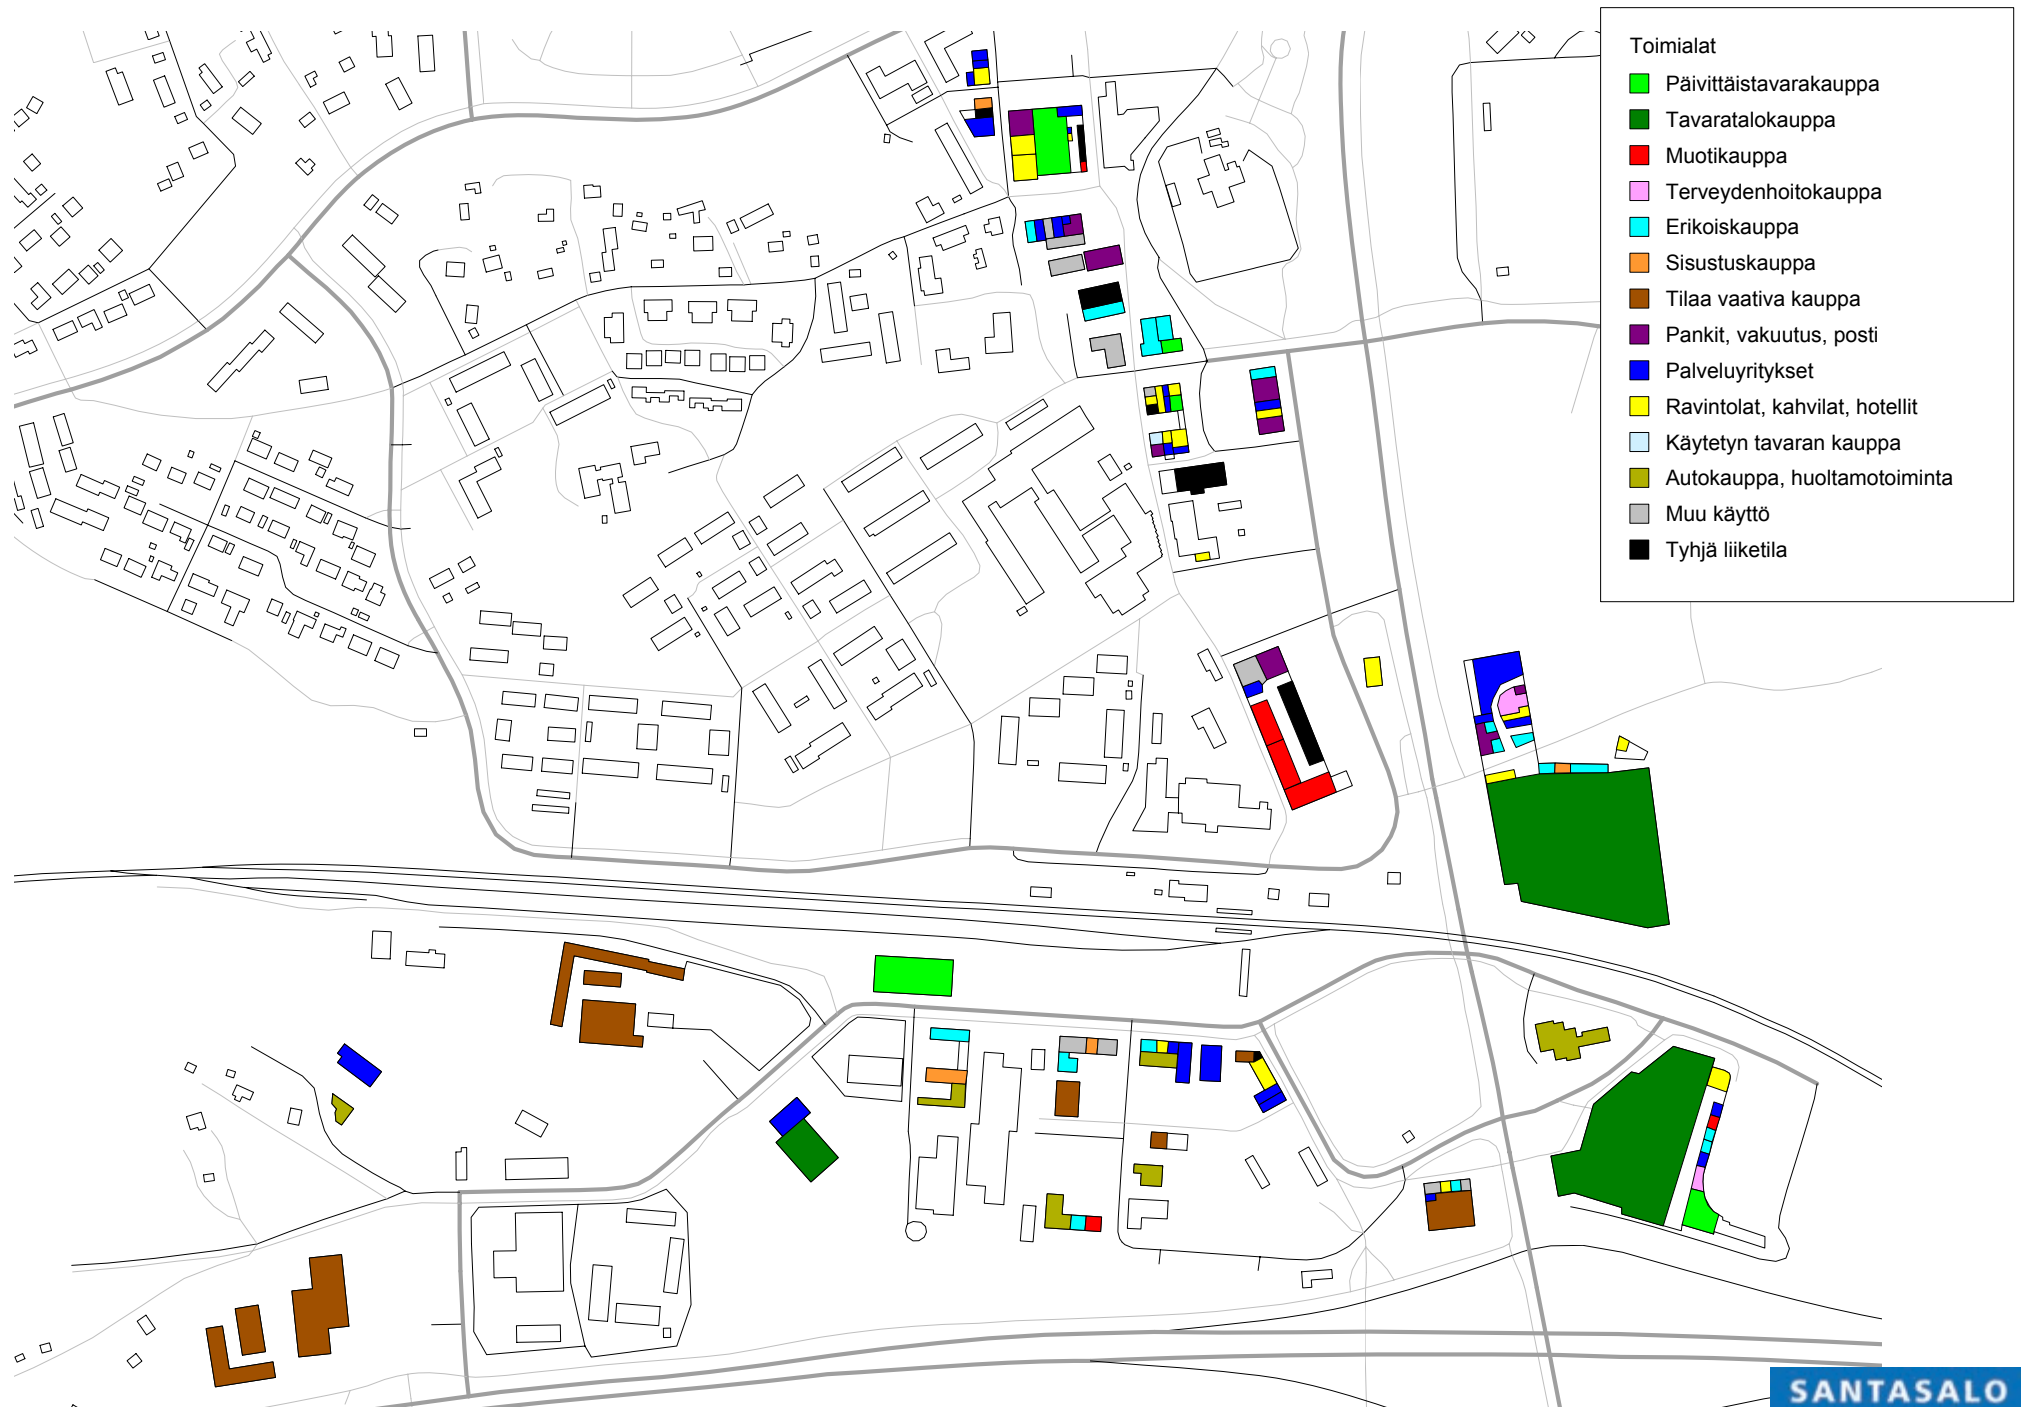 Toimialat
Päivittäistavarakauppa
Tavaratalokauppa
Muotikauppa
Terveydenhoitokauppa
Erikoiskauppa
Sisustuskauppa
Tilaa vaativa kauppa
Pankit, vakuutus, posti
Palveluyritykset
Ravintolat, kahvilat, hotellit
Käytetyn tavaran kauppa
Autokauppa, huoltamotoiminta
Muu käyttö
Tyhjä liiketila
SANTASALO